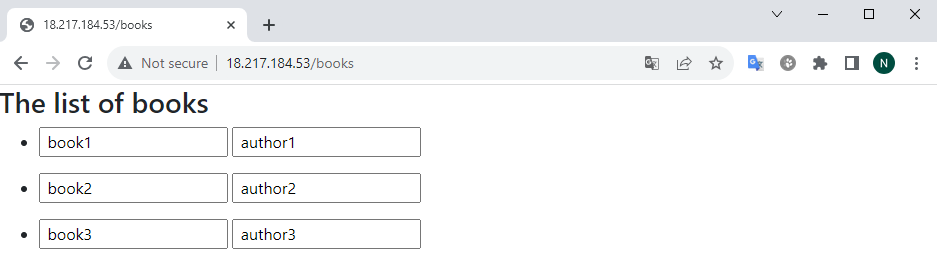 18.217.184.53/books
Not secure 18.217.184.53/books N
The list of books
book1 author1
book2 author2
book3 author3